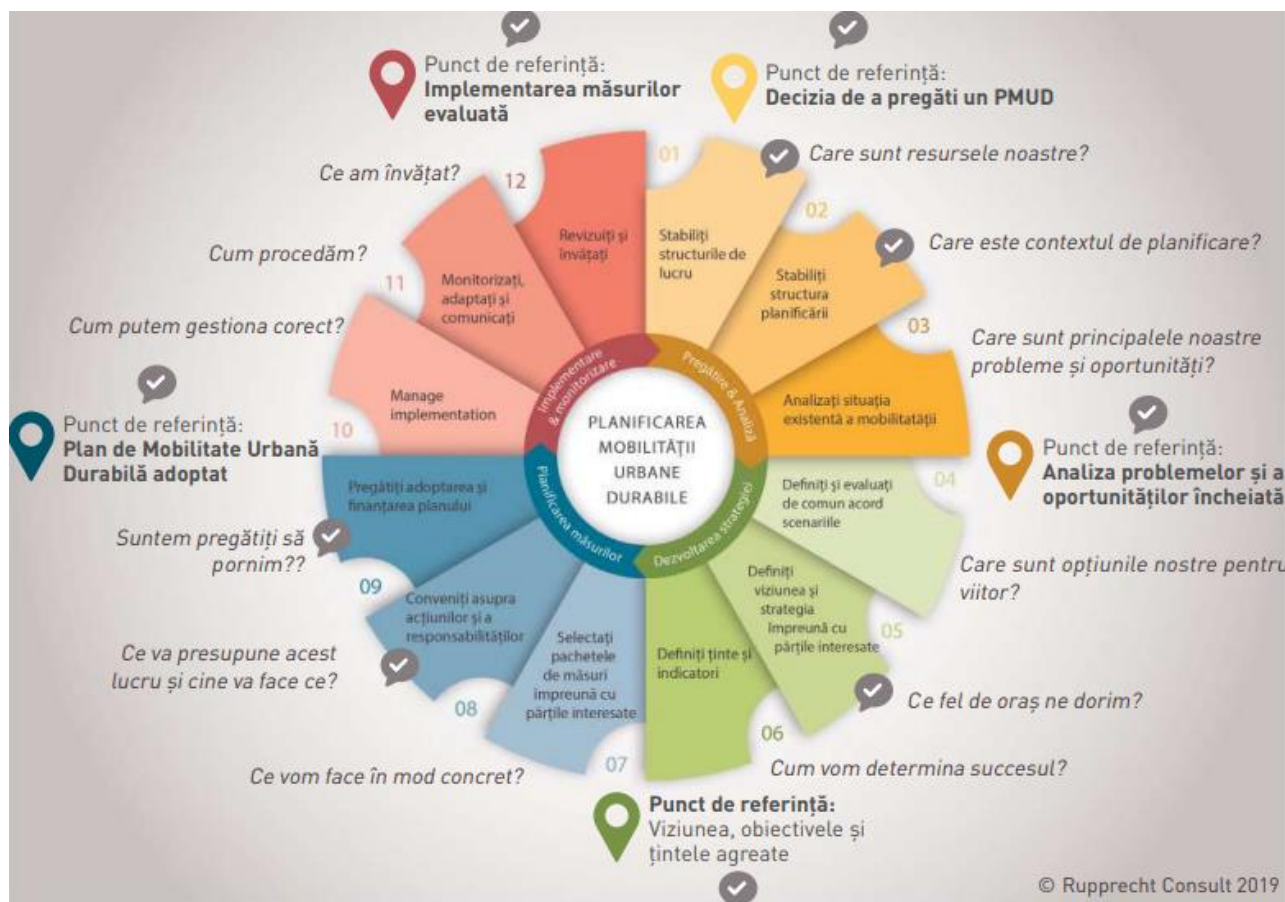 Punct de referință:
Implementarea măsurilor
evaluată
Punct de referință:
Decizia de a pregăti un PMUD
Ce am învățat?
12
01
Care sunt resursele noastre?
Revizuiți și
învățați
Stabiliți
structurile de
lucru
02
Care este contextul de planificare?
Cum procedăm?
11
Monitorizați,
adaptați și
comunicați
Stabiliți
structura
planificării
03
Care sunt principalele noastre
probleme și oportunități?
Cum putem gestiona corect?
Manage
implementation
10
Analizați situația
existentă a mobilitatății
Implementare
& monitorizare
Pregătire & Analiză
Dezvoltarea strategiei
Planificarea măsurilor
PLANIFICAREA
MOBILITĂȚII
URBANE
DURABILE
Punct de referință:
Plan de Mobilitate Urbană
Durabilă adoptat
Punct de referință:
Analiza problemelor și a
oportunităților încheiată
04
Definiți și evaluați
de comun acord
scenariile
Care sunt opțiunile nostre pentru
viitor?
Pregătiți adoptarea și
finanțarea planului
Suntem pregătiți să
pornim??
09
Definiți
viziunea și
strategia
împreună cu
părțile interesate
05
Ce fel de oraș ne dorim?
Conveniți asupra
acțiunilor și a
responsabilităților
Ce va presupune acest
lucru și cine va face ce?
08
Selectați
pachetele
de măsuri
împreună cu
părțile interesate
Definiți ținte și
indicatori
06
Cum vom determina succesul?
07
Ce vom face în mod concret?
Punct de referință:
Viziunea, obiectivele și
țintele agreate
© Rupprecht Consult 2019